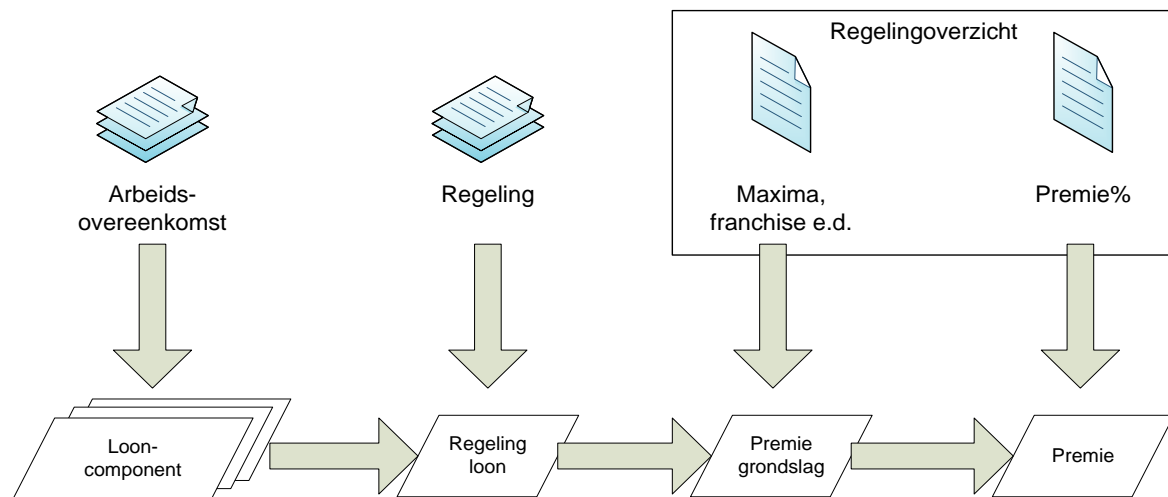 Regelingoverzicht
Arbeids-
overeenkomst
Regeling
Maxima,
franchise e.d.
Premie%
Loon-
component
Regeling
loon
Premie
grondslag
Premie